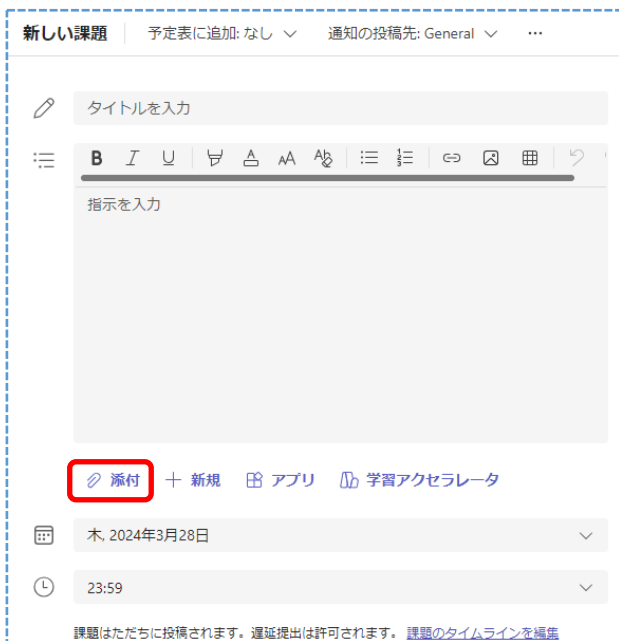 新しい課題 予定表に追加: なし 通知の投稿先: General ...
タイトルを入力
B I U A AA Ab 1 2 3
指示を入力
添付 新規 アプリ 学習アクセラレータ
木, 2024年3月28日
23:59
課題はただちに投稿されます。遅延提出は許可されます。 課題のタイムラインを編集